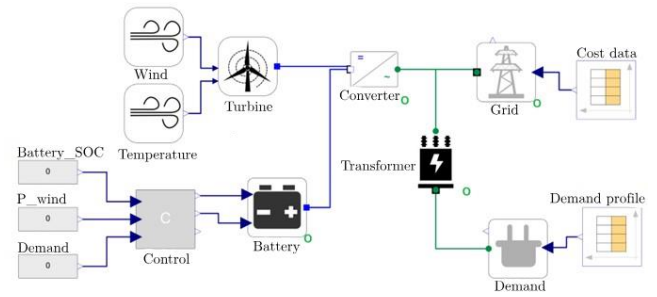 Wind
Temperature
Turbine
=
~
Converter
Grid
Cost data
Battery_SOC
0
P_wind
0
Demand
0
C
Control
Battery
Transformer
Demand profile
Demand